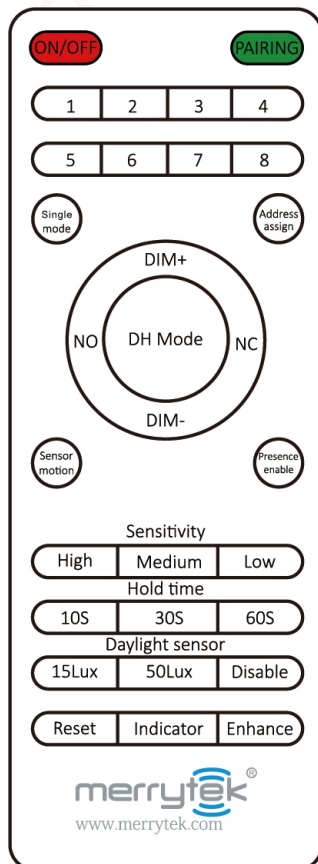 ON/OFF PAIRING
1 2 3 4
5 6 7 8
Single mode Address assign
DIM+
NO DH Mode NC
DIM-
Sensor motion Presence enable
Sensitivity
High Medium Low
Hold time
10S 30S 60S
Daylight sensor
15Lux 50Lux Disable
Reset Indicator Enhance
merrytek®
www.merrytek.com